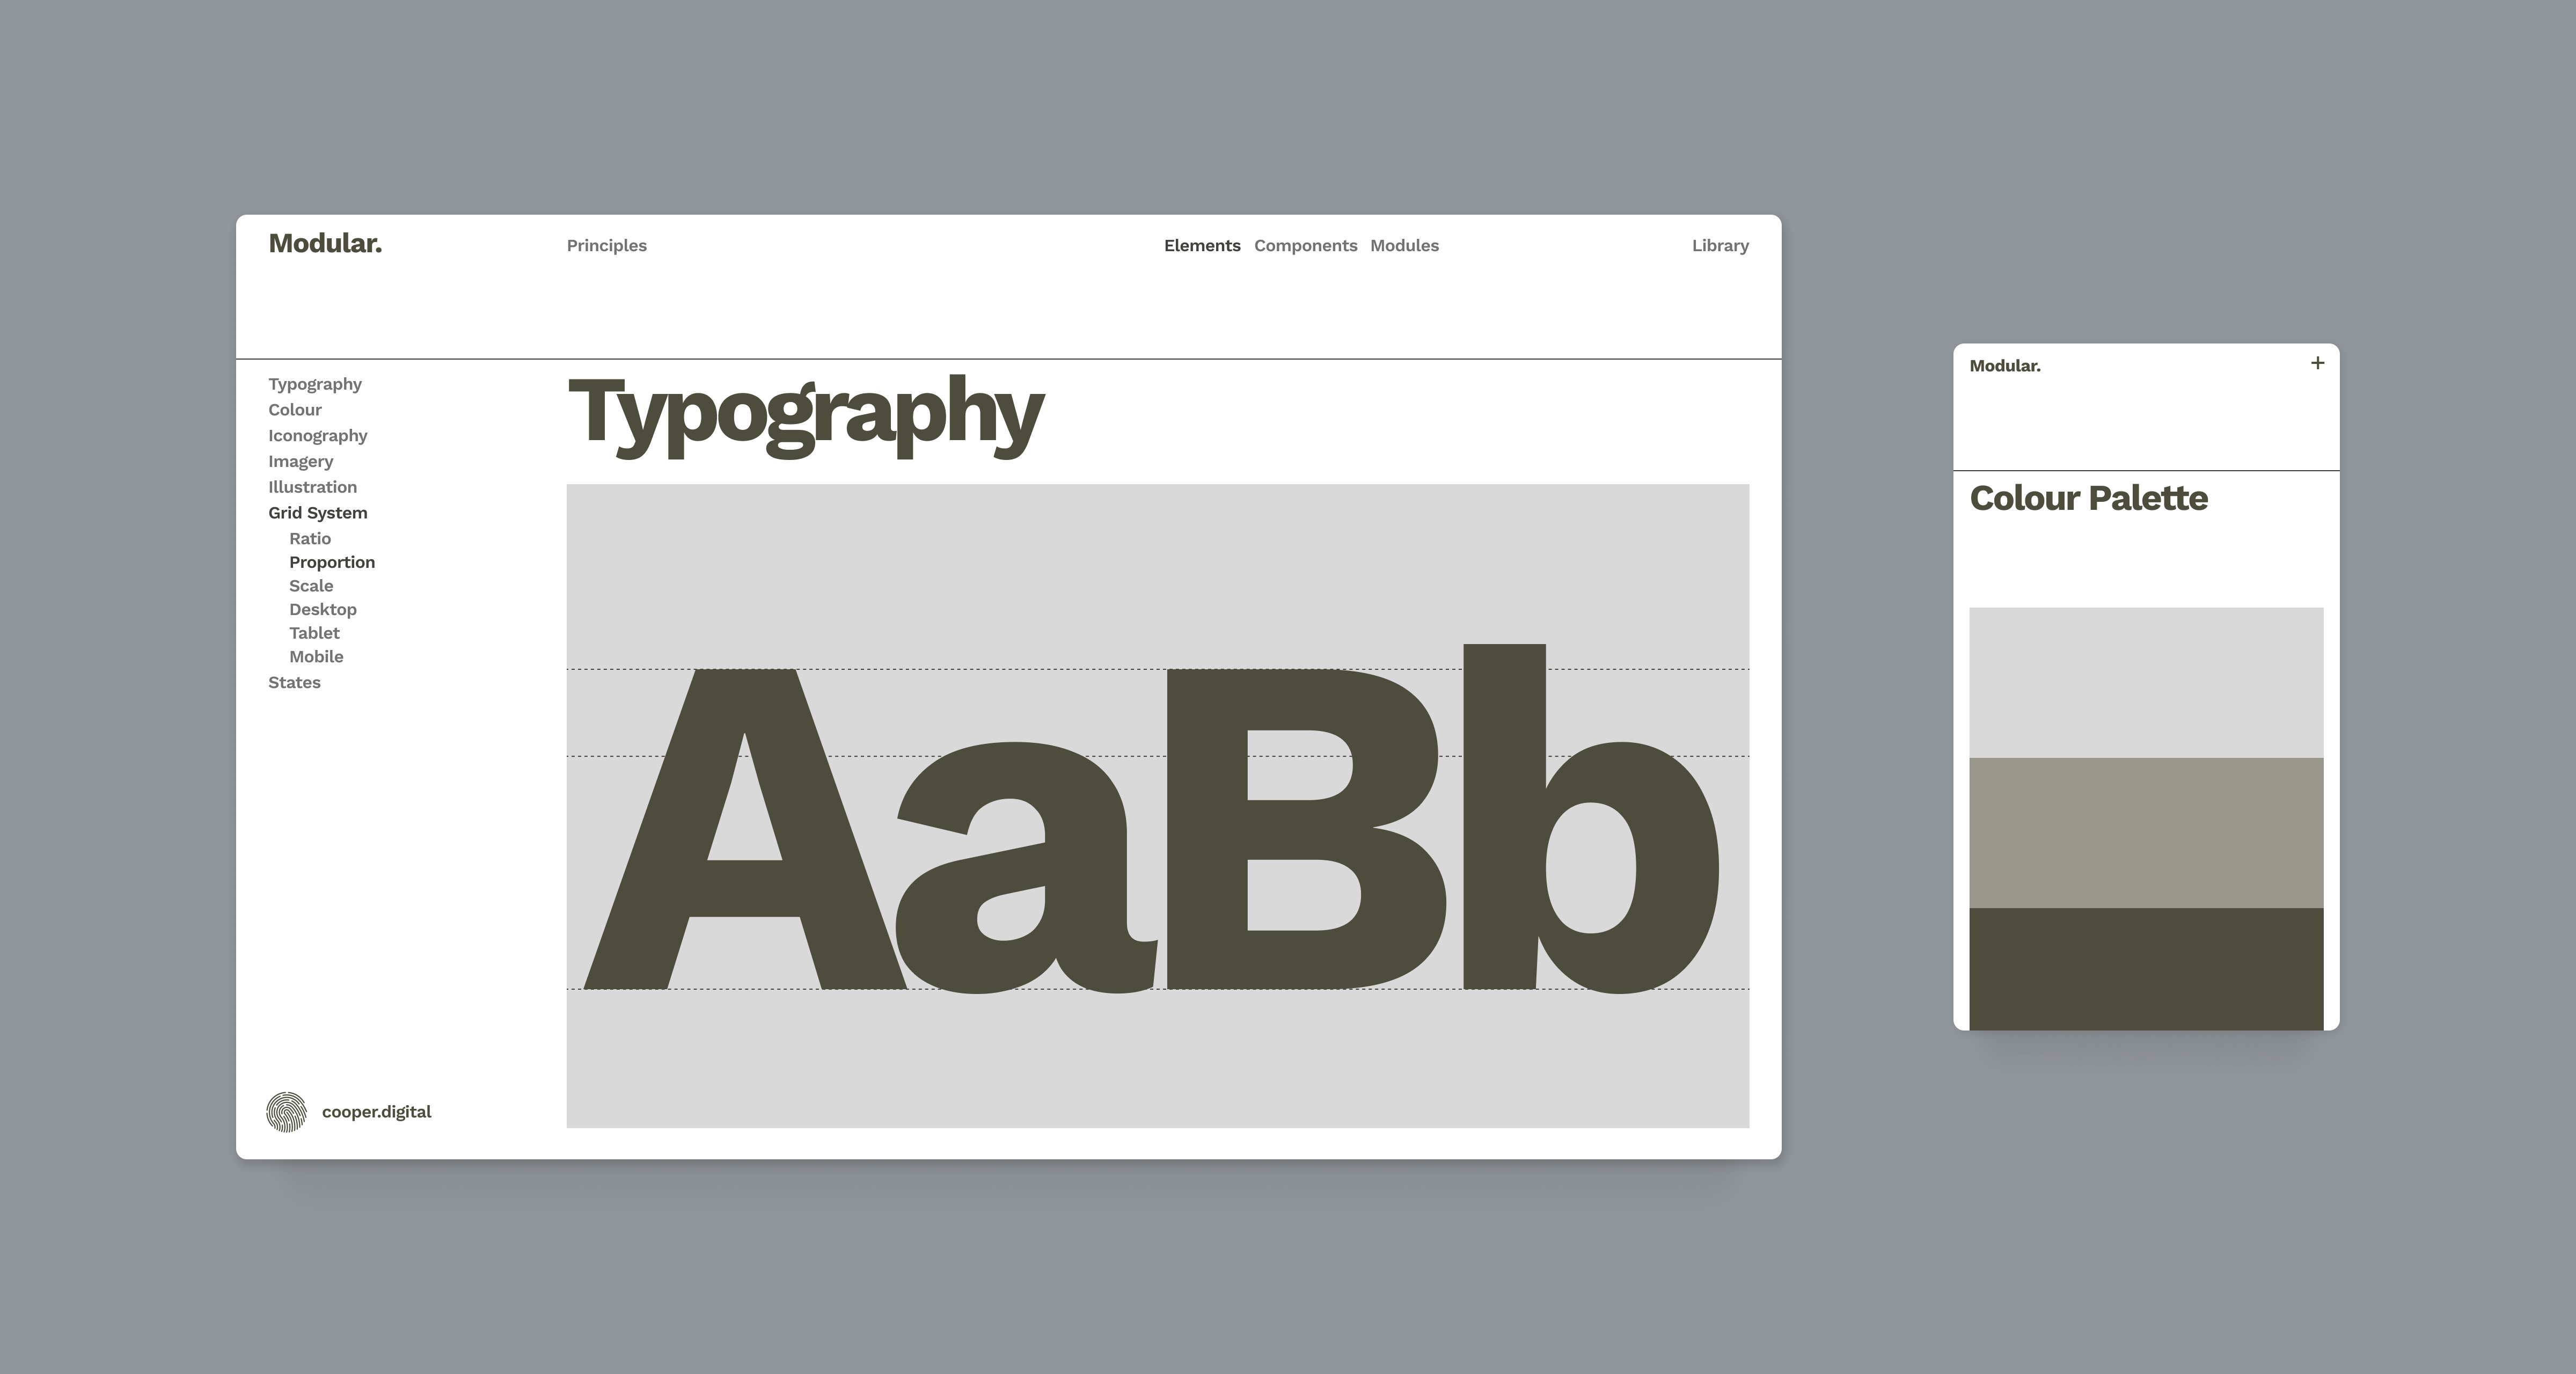 Modular.
Principles
Elements Components Modules
Library
Typography
Colour
Iconography
Imagery
Illustration
Grid System
Ratio
Proportion
Scale
Desktop
Tablet
Mobile
States
cooper.digital
Typography
AaBb
Modular.
+
Colour Palette